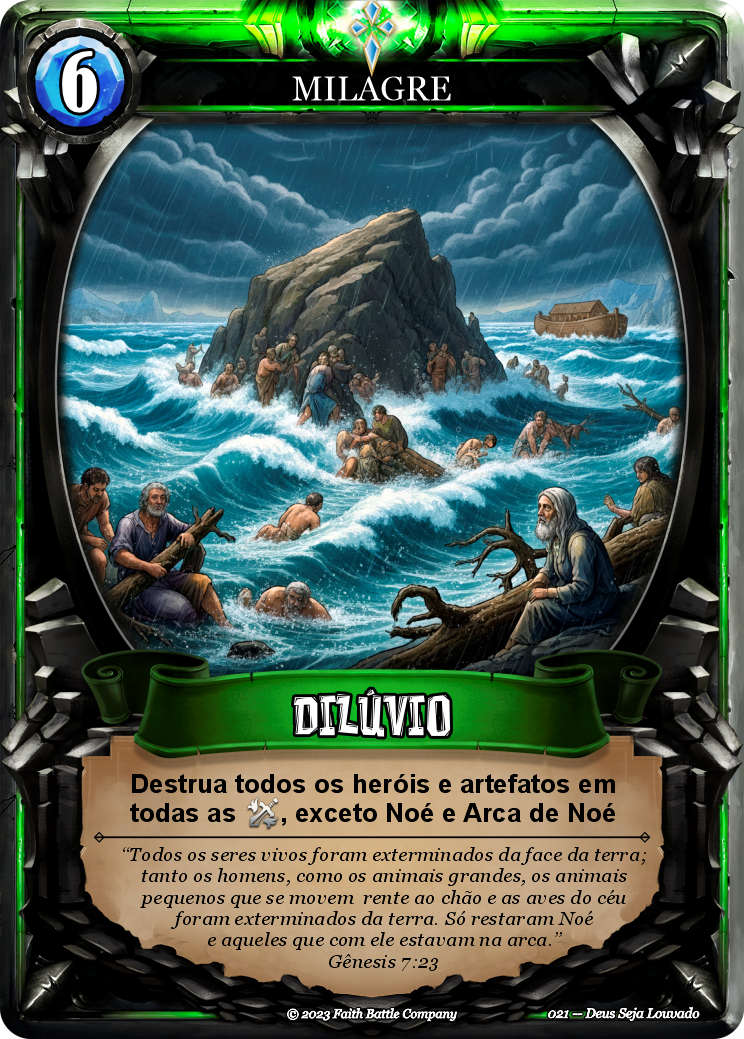 6
MILAGRE
DILÚVIO
Destrua todos os heróis e artefatos em
todas as , exceto Noé e Arca de Noé
“Todos os seres vivos foram exterminados da face da terra;
tanto os homens, como os animais grandes, os animais
pequenos que se movem rente ao chão e as aves do céu
foram exterminados da terra. Só restaram Noé
e aqueles que com ele estavam na arca.”
Gênesis 7:23
© 2023 Faith Battle Company
021 -- Deus Seja Louvado